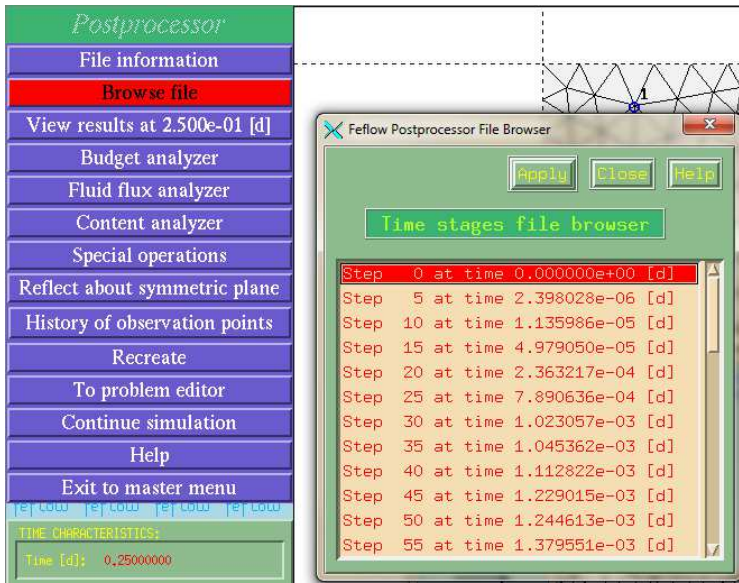 Postprocessor
File information
Browse file
View results at 2.500e-01 [d]
Budget analyzer
Fluid flux analyzer
Content analyzer
Special operations
Reflect about symmetric plane
History of observation points
Recreate
To problem editor
Continue simulation
Help
Exit to master menu
TIME CHARACTERISTICS:
Time [d]: 0.25000000
1
Feflow Postprocessor File Browser
Apply Close Help
Time stages file browser
Step 0 at time 0.000000e+00 [d]
Step 5 at time 2.398028e-06 [d]
Step 10 at time 1.135986e-05 [d]
Step 15 at time 4.979050e-05 [d]
Step 20 at time 2.363217e-04 [d]
Step 25 at time 7.890636e-04 [d]
Step 30 at time 1.023057e-03 [d]
Step 35 at time 1.045362e-03 [d]
Step 40 at time 1.112822e-03 [d]
Step 45 at time 1.229015e-03 [d]
Step 50 at time 1.244613e-03 [d]
Step 55 at time 1.379551e-03 [d]